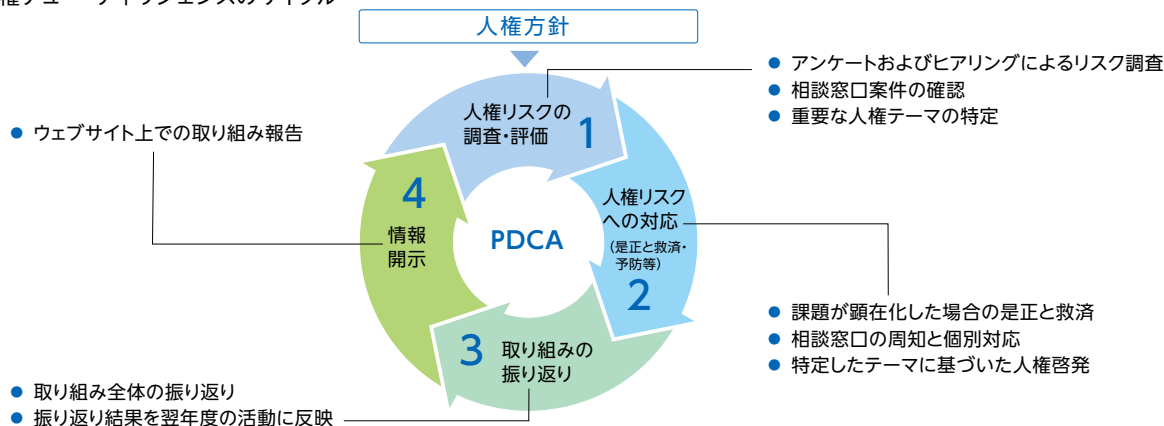 人権方針
人権リスクの
調査・評価
1
● アンケートおよびヒアリングによるリスク調査
● 相談窓口案件の確認
● 重要な人権テーマの特定
人権リスク
への対応
（是正と救済・
予防等）
2
● 課題が顕在化した場合の是正と救済
● 相談窓口の周知と個別対応
● 特定したテーマに基づいた人権啓発
3
取り組みの
振り返り
● 取り組み全体の振り返り
● 振り返り結果を翌年度の活動に反映
4
情報
開示
● ウェブサイト上での取り組み報告
PDCA